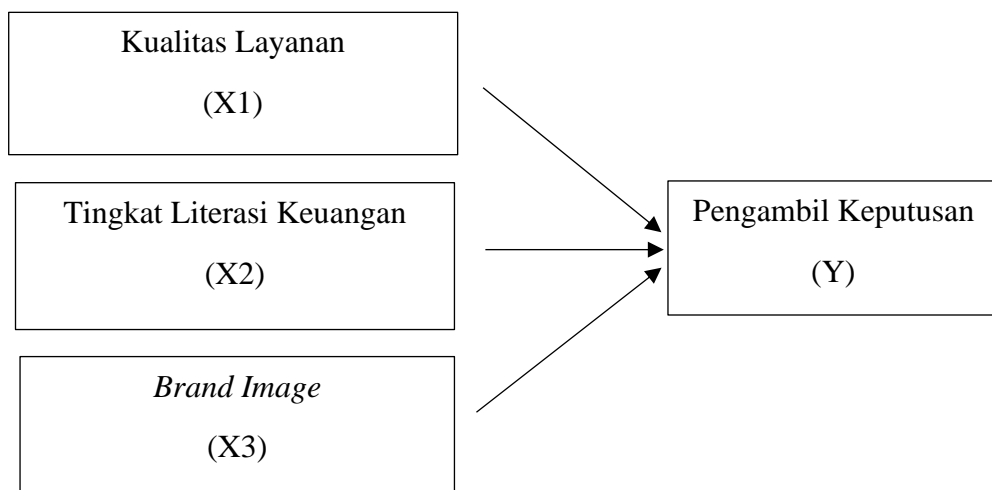 Kualitas Layanan
(X1)
Tingkat Literasi Keuangan
(X2)
Brand Image
(X3)
Pengambil Keputusan
(Y)